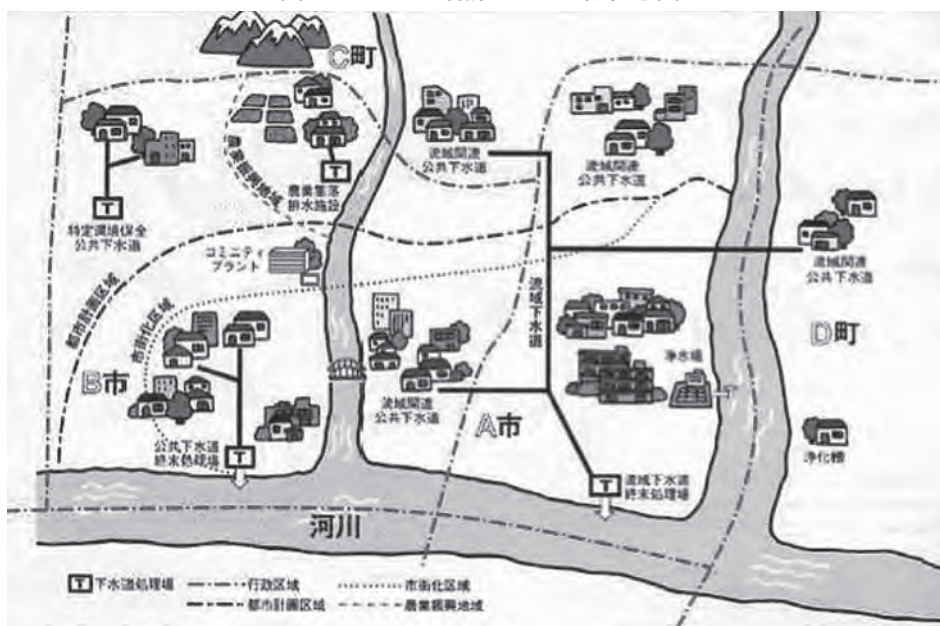 C町
流域関連
公共下水道
流域関連
公共下水道
農業振興地域
農業集落
排水施設
特定環境保全
公共下水道
コミニティ
プラント
流域関連
公共下水道
都市計画区域
市街化区域
流域下水道
D町
浄水場
B市
流域関連
公共下水道
A市
公共下水道
終末処理場
浄化槽
流域下水道
終末処理場
河川
T 下水道処理場
行政区域
市街化区域
都市計画区域
農業振興地域
T
T
T
T